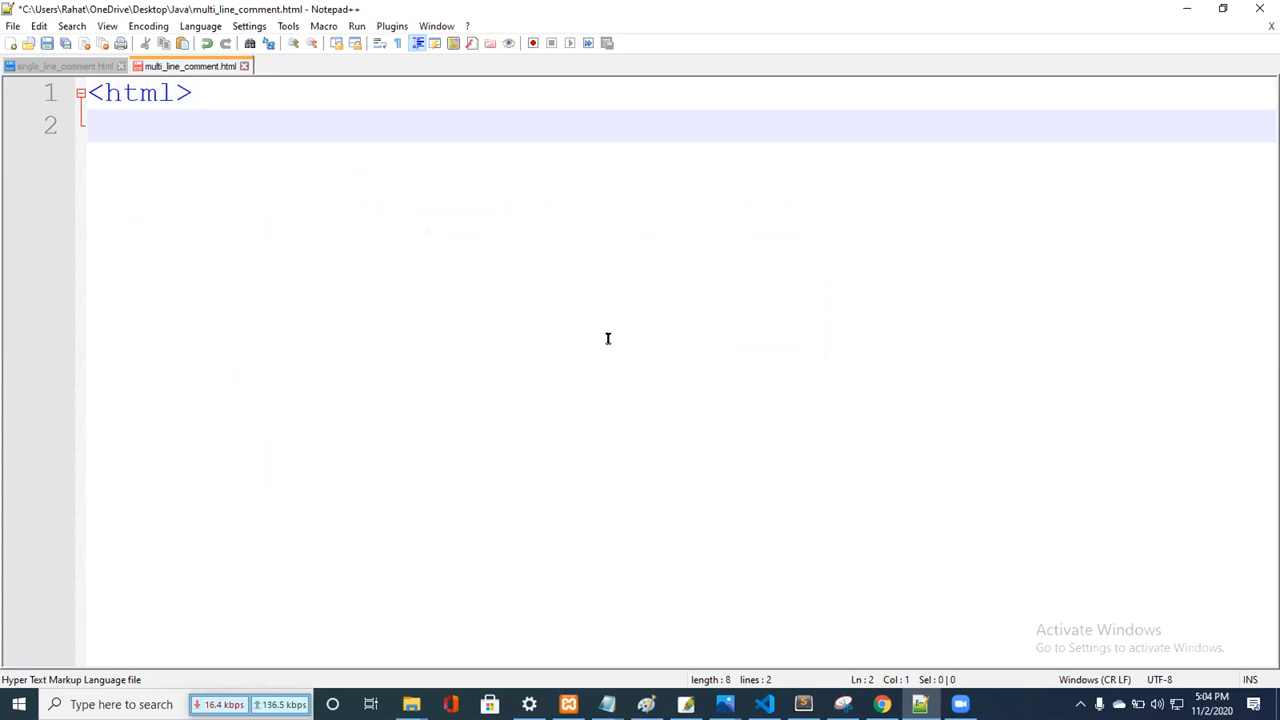 *C:\Users\Rahat\OneDrive\Desktop\Java\multi_line_comment.html - Notepad++
File Edit Search View Encoding Language Settings Tools Macro Run Plugins Window ?
X
single_line_comment.html multi_line_comment.html
1 <html>
2
Activate Windows
Go to Settings to activate Windows.
Hyper Text Markup Language file length : 8 lines : 2 Ln : 2 Col : 1 Sel : 0 | 0 Windows (CR LF) UTF-8 INS
Type here to search 16.4 kbps 136.5 kbps 5:04 PM
11/2/2020